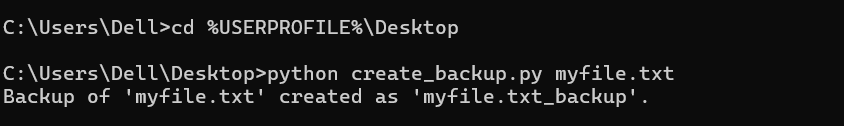 C:\Users\Dell>cd %USERPROFILE%\Desktop
C:\Users\Dell\Desktop>python create_backup.py myfile.txt
Backup of 'myfile.txt' created as 'myfile.txt_backup'.